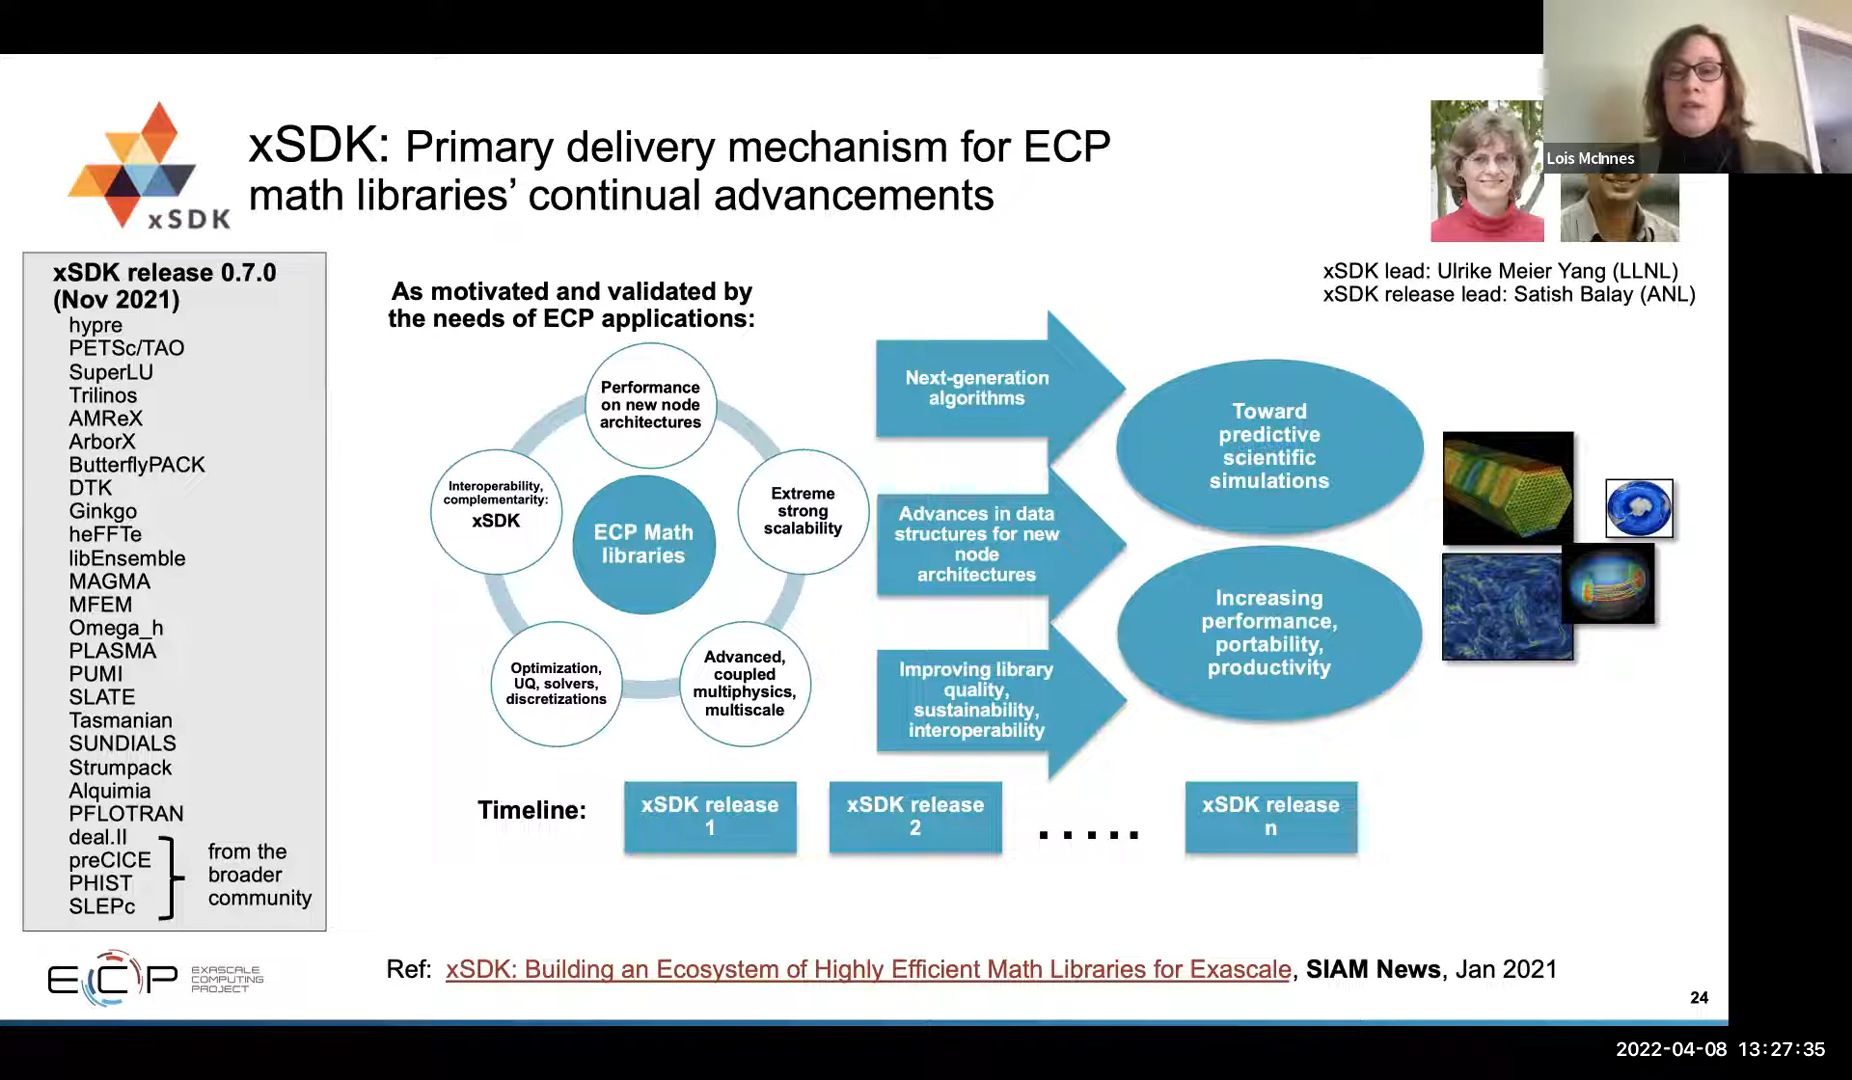 Lois McInnes
xSDK
xSDK: Primary delivery mechanism for ECP
math libraries’ continual advancements
xSDK lead: Ulrike Meier Yang (LLNL)
xSDK release lead: Satish Balay (ANL)
xSDK release 0.7.0
(Nov 2021)
hypre
PETSc/TAO
SuperLU
Trilinos
AMReX
ArborX
ButterflyPACK
DTK
Ginkgo
heFFTe
libEnsemble
MAGMA
MFEM
Omega_h
PLASMA
PUMI
SLATE
Tasmanian
SUNDIALS
Strumpack
Alquimia
PFLOTRAN
deal.II
preCICE
PHIST
SLEPc
from the
broader
community
As motivated and validated by
the needs of ECP applications:
Performance
on new node
architectures
Interoperability,
complementarity:
xSDK
Extreme
strong
scalability
ECP Math
libraries
Optimization,
UQ, solvers,
discretizations
Advanced,
coupled
multiphysics,
multiscale
Next-generation
algorithms
Advances in data
structures for new
node
architectures
Improving library
quality,
sustainability,
interoperability
Toward
predictive
scientific
simulations
Increasing
performance,
portability,
productivity
Timeline:
xSDK release
1
xSDK release
2
.....
xSDK release
n
ECP
EXASCALE
COMPUTING
PROJECT
Ref: xSDK: Building an Ecosystem of Highly Efficient Math Libraries for Exascale, SIAM News, Jan 2021
24
2022-04-08 13:27:35